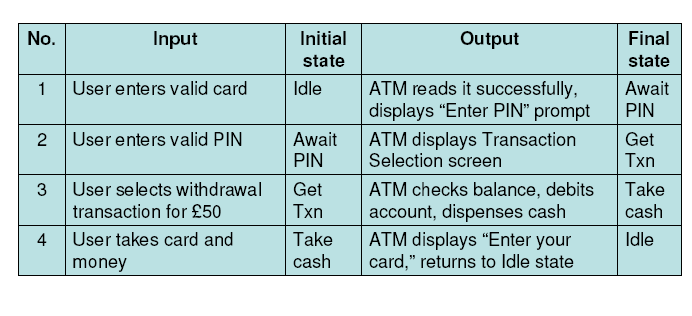 No. Input Initial state Output Final state
1 User enters valid card Idle ATM reads it successfully, displays “Enter PIN” prompt Await PIN
2 User enters valid PIN Await PIN ATM displays Transaction Selection screen Get Txn
3 User selects withdrawal transaction for £50 Get Txn ATM checks balance, debits account, dispenses cash Take cash
4 User takes card and money Take cash ATM displays “Enter your card,” returns to Idle state Idle